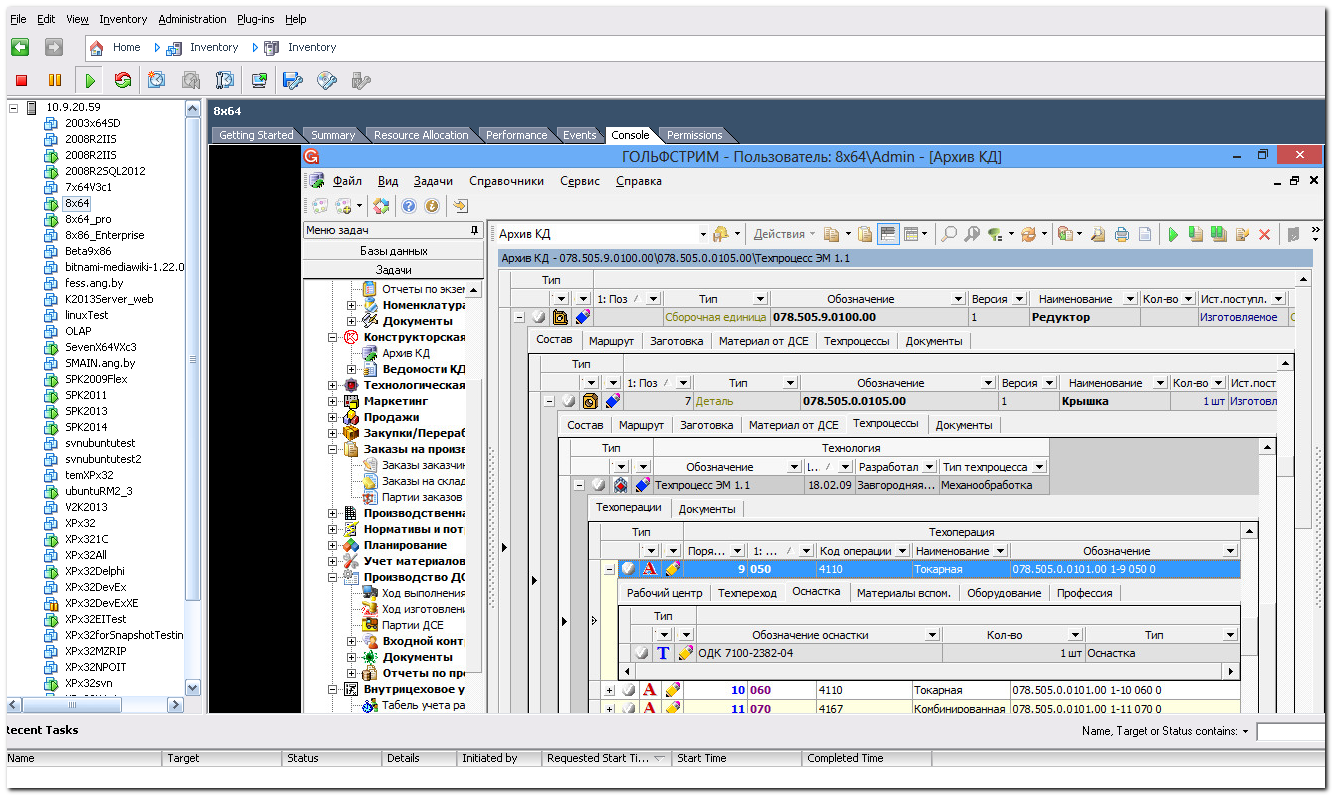 File Edit View Inventory Administration Plug-ins Help
Home Inventory Inventory
10.9.20.59
2003x64SD
2008R2IIS
2008R2IIS
2008R2SQL2012
7x64V3c1
8x64
8x64_pro
8x86_Enterprise
Beta9x86
bitnami-mediawiki-1.22.0
fess.ang.by
K2013Server_web
linuxTest
OLAP
SevenX64VXc3
SMAIN.ang.by
SPK2009Flex
SPK2011
SPK2013
SPK2014
svnubuntutest
svnubuntutest2
temXPx32
ubuntuRM2_3
V2K2013
XPx32
XPx321C
XPx32All
XPx32Delphi
XPx32DevEx
XPx32DevExXE
XPx32EITest
XPx32forSnapshotTestin
XPx32MZRIP
XPx32NPOIT
XPx32svn
8x64
Getting Started Summary Resource Allocation Performance Events Console Permissions
ГОЛЬФСТРИМ - Пользователь: 8x64\Admin - [Архив КД]
Файл Вид Задачи Справочники Сервис Справка
Меню задач
Базы данных
Задачи
Отчеты по экзем
Номенклатура
Документы
Конструкторская
Архив КД
Ведомости КД
Технологическая
Маркетинг
Продажи
Закупки/Перераб
Заказы на произв
Заказы заказчин
Заказы на склад
Партии заказов
Производственна
Нормативы и потр
Планирование
Учет материалов
Производство ДС
Ход выполнения
Ход изготовлени
Партии ДСЕ
Входной конт
Документы
Отчеты по пр
Внутрицеховое у
Табель учета ра
Архив КД Действия
Архив КД - 078.505.9.0100.00\078.505.0.0105.00\Техпроцесс ЭМ 1.1
Тип
1: Поз Тип Обозначение Версия Наименование Кол-во Ист.поступл.
Сборочная единица 078.505.9.0100.00 1 Редуктор Изготовляемое
Состав Маршрут Заготовка Материал от ДСЕ Техпроцессы Документы
Тип
1: Поз Тип Обозначение Версия Наименование Кол-во Ист.пост
7 Деталь 078.505.0.0105.00 1 Крышка 1 шт Изготовл
Состав Маршрут Заготовка Материал от ДСЕ Техпроцессы Документы
Тип Технология
Обозначение I... Разработал Тип техпроцесса
Техпроцесс ЭМ 1.1 18.02.09 Завгородняя... Механообработка
Техоперации Документы
Тип Техоперация
Поря... 1: ... Код операции Наименование Обозначение
9 050 4110 Токарная 078.505.0.0101.00 1-9 050 0
Рабочий центр Техпереход Оснастка Материалы вспом. Оборудование Профессия
Тип
Обозначение оснастки Кол-во Тип
Т ОДК 7100-2382-04 1 шт Оснастка
10 060 4110 Токарная 078.505.0.0101.00 1-10 060 0
11 070 4167 Комбинированная 078.505.0.0101.00 1-11 070 0
Recent Tasks Name, Target or Status contains:
Name Target Status Details Initiated by Requested Start Ti... Start Time Completed Time